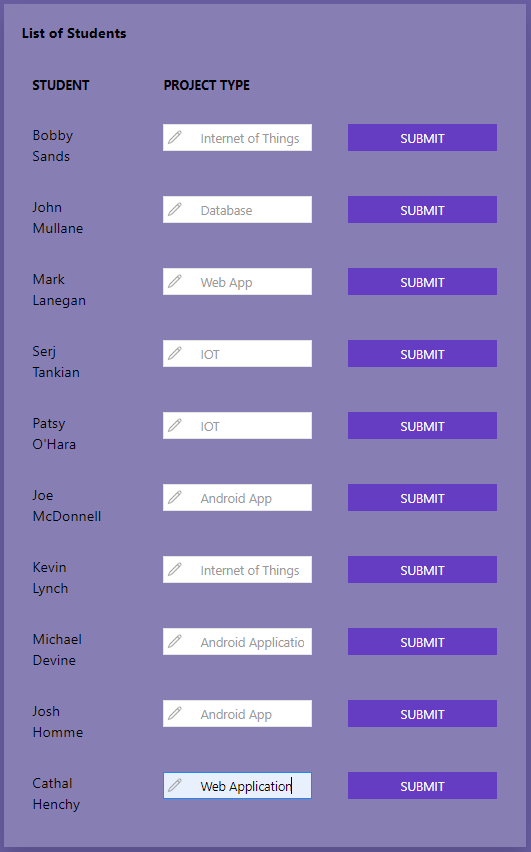 List of Students
STUDENT PROJECT TYPE
Bobby Sands Internet of Things SUBMIT
John Mullane Database SUBMIT
Mark Lanegan Web App SUBMIT
Serj Tankian IOT SUBMIT
Patsy O'Hara IOT SUBMIT
Joe McDonnell Android App SUBMIT
Kevin Lynch Internet of Things SUBMIT
Michael Devine Android Applicatio SUBMIT
Josh Homme Android App SUBMIT
Cathal Henchy Web Application SUBMIT